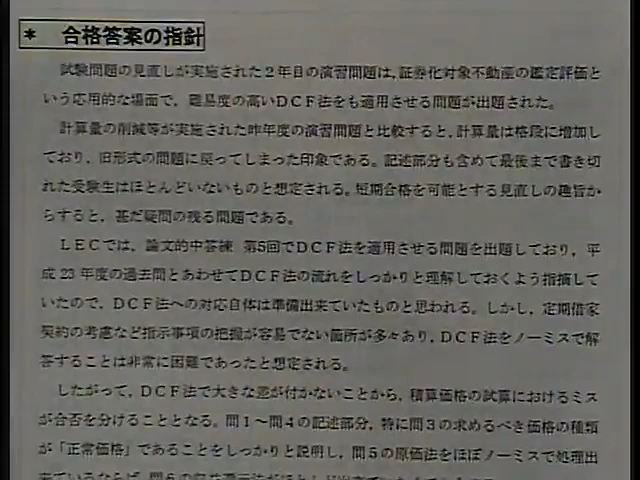 ＊　合格答案の指針
試験問題の見直しが実施された２年目の演習問題は、証券化対象不動産の鑑定評価と
いう応用的な場面で、難易度の高いＤＣＦ法をも適用させる問題が出題された。
計算量の削減等が実施された昨年度の演習問題と比較すると、計算量は格段に増加し
ており、旧形式の問題に戻ってしまった印象である。記述部分も含めて最後まで書き切
れた受験生はほとんどいないものと想定される。短期合格を可能とする見直しの趣旨か
らすると、甚だ疑問の残る問題である。
ＬＥＣでは、論文的中答練　第5回でＤＣＦ法を適用させる問題を出題しており、平
成 23 年度の過去問とあわせてＤＣＦ法の流れをしっかりと理解しておくよう指摘して
いたので、ＤＣＦ法への対応自体は準備出来ていたものと思われる。しかし、定期借家
契約の考慮など指示事項の把握が容易でない箇所が多々あり、ＤＣＦ法をノーミスで解
答することは非常に困難であったと想定される。
したがって、ＤＣＦ法で大きな差が付かないことから、積算価格の試算におけるミス
が合否を分けることとなる。問１～問４の記述部分、特に問３の求めるべき価格の種類
が「正常価格」であることをしっかりと説明し、問５の原価法をほぼノーミスで処理出